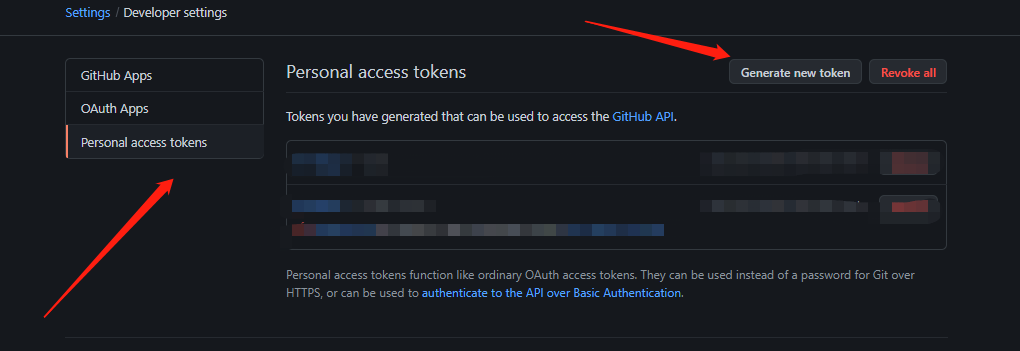 Settings / Developer settings
GitHub Apps
OAuth Apps
Personal access tokens
Personal access tokens
Generate new token
Revoke all
Tokens you have generated that can be used to access the GitHub API.
Personal access tokens function like ordinary OAuth access tokens. They can be used instead of a password for Git over
HTTPS, or can be used to authenticate to the API over Basic Authentication.